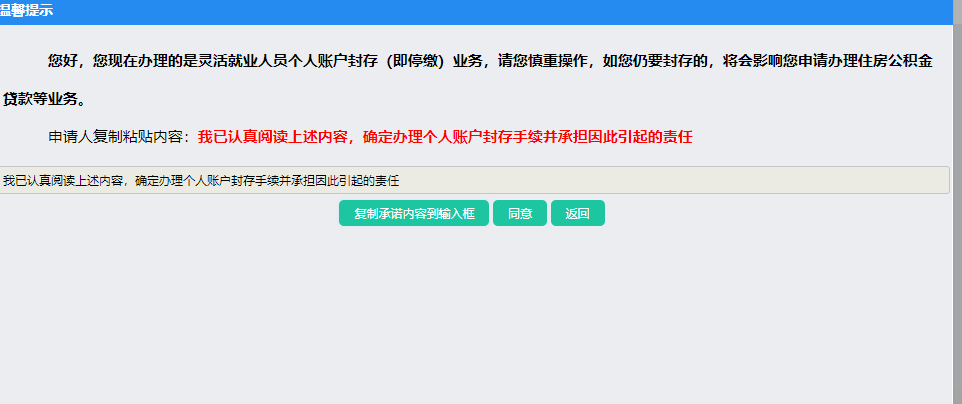 温馨提示
您好，您现在办理的是灵活就业人员个人账户封存（即停缴）业务，请您慎重操作，如您仍要封存的，将会影响您申请办理住房公积金
贷款等业务。
申请人复制粘贴内容：我已认真阅读上述内容，确定办理个人账户封存手续并承担因此引起的责任
我已认真阅读上述内容，确定办理个人账户封存手续并承担因此引起的责任
复制承诺内容到输入框 同意 返回